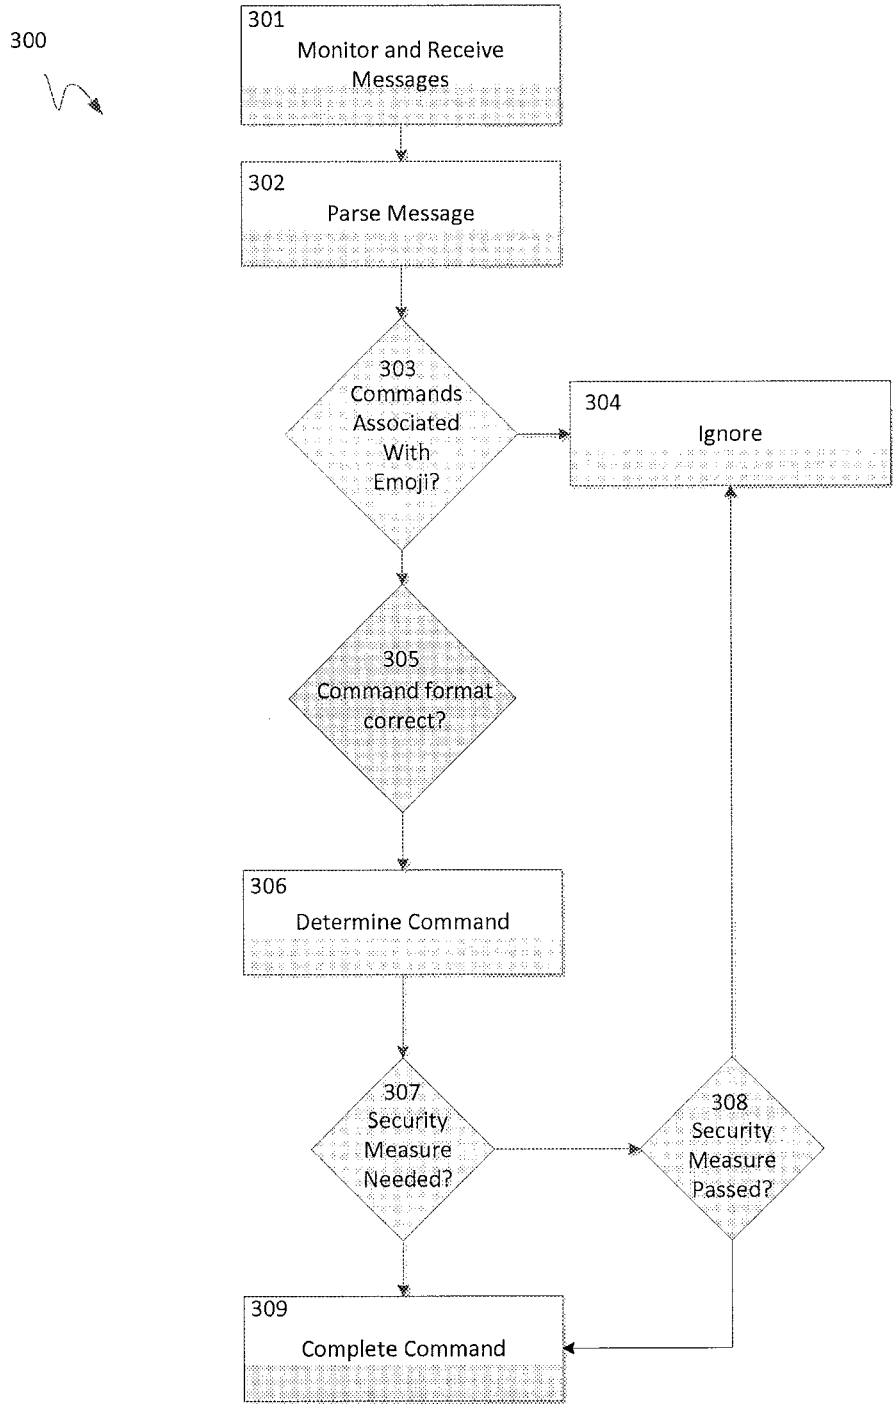 300
301
Monitor and Receive
Messages
302
Parse Message
303
Commands
Associated
With
Emoji?
304
Ignore
305
Command format
correct?
306
Determine Command
307
Security
Measure
Needed?
308
Security
Measure
Passed?
309
Complete Command